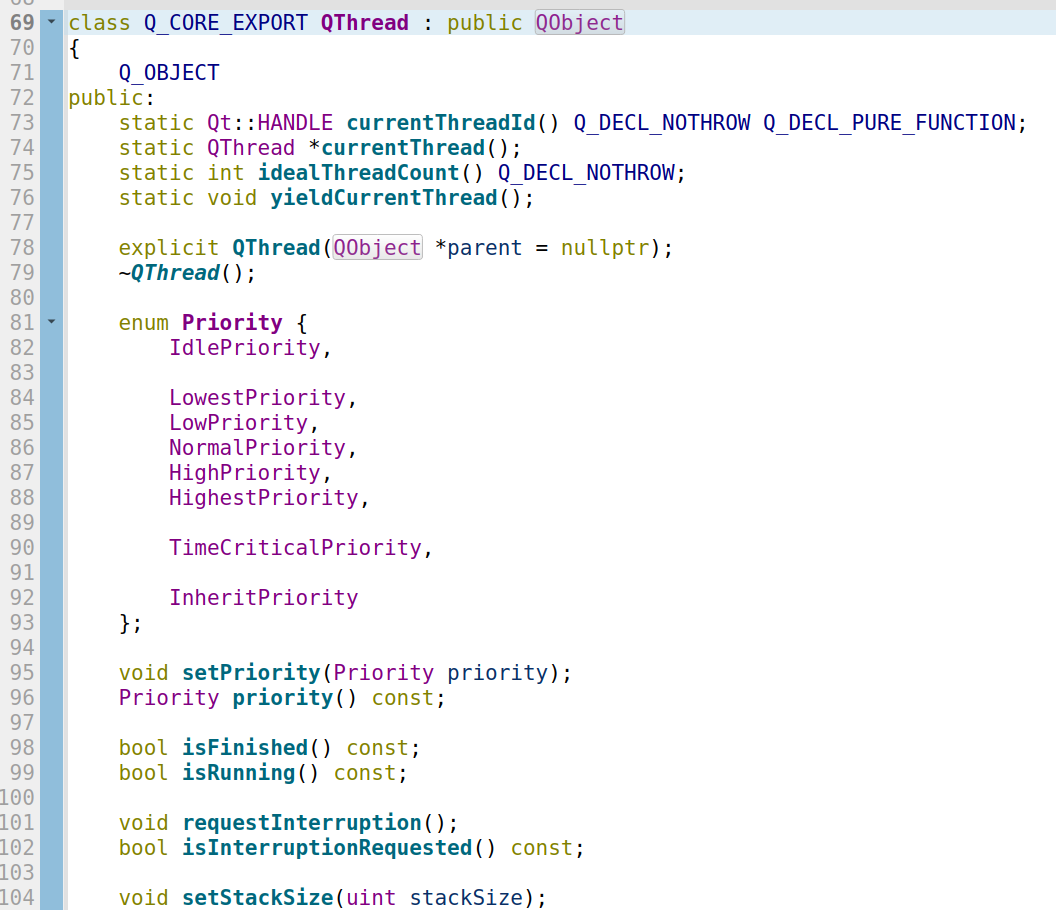 69 class Q_CORE_EXPORT QThread : public QObject
70 {
71     Q_OBJECT
72 public:
73     static Qt::HANDLE currentThreadId() Q_DECL_NOTHROW Q_DECL_PURE_FUNCTION;
74     static QThread *currentThread();
75     static int idealThreadCount() Q_DECL_NOTHROW;
76     static void yieldCurrentThread();
77
78     explicit QThread(QObject *parent = nullptr);
79     ~QThread();
80
81     enum Priority {
82         IdlePriority,
83
84         LowestPriority,
85         LowPriority,
86         NormalPriority,
87         HighPriority,
88         HighestPriority,
89
90         TimeCriticalPriority,
91
92         InheritPriority
93     };
94
95     void setPriority(Priority priority);
96     Priority priority() const;
97
98     bool isFinished() const;
99     bool isRunning() const;
100
101     void requestInterruption();
102     bool isInterruptionRequested() const;
103
104     void setStackSize(uint stackSize);